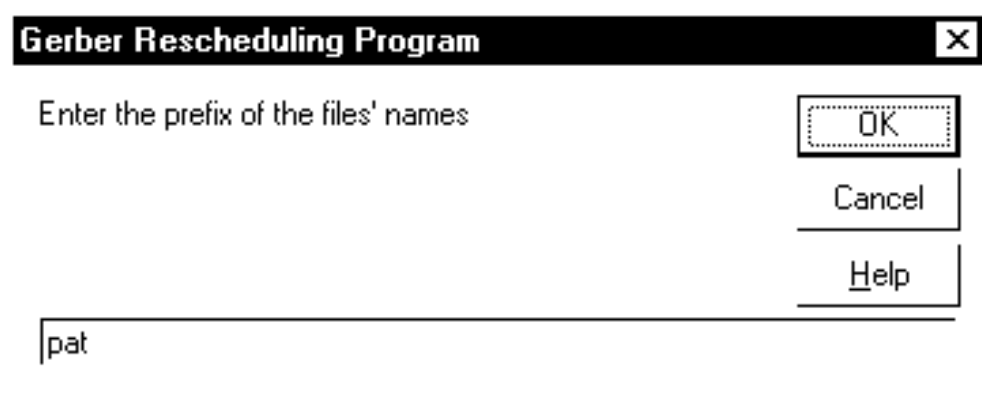 Gerber Rescheduling Program
Enter the prefix of the files' names
OK
Cancel
Help
pat